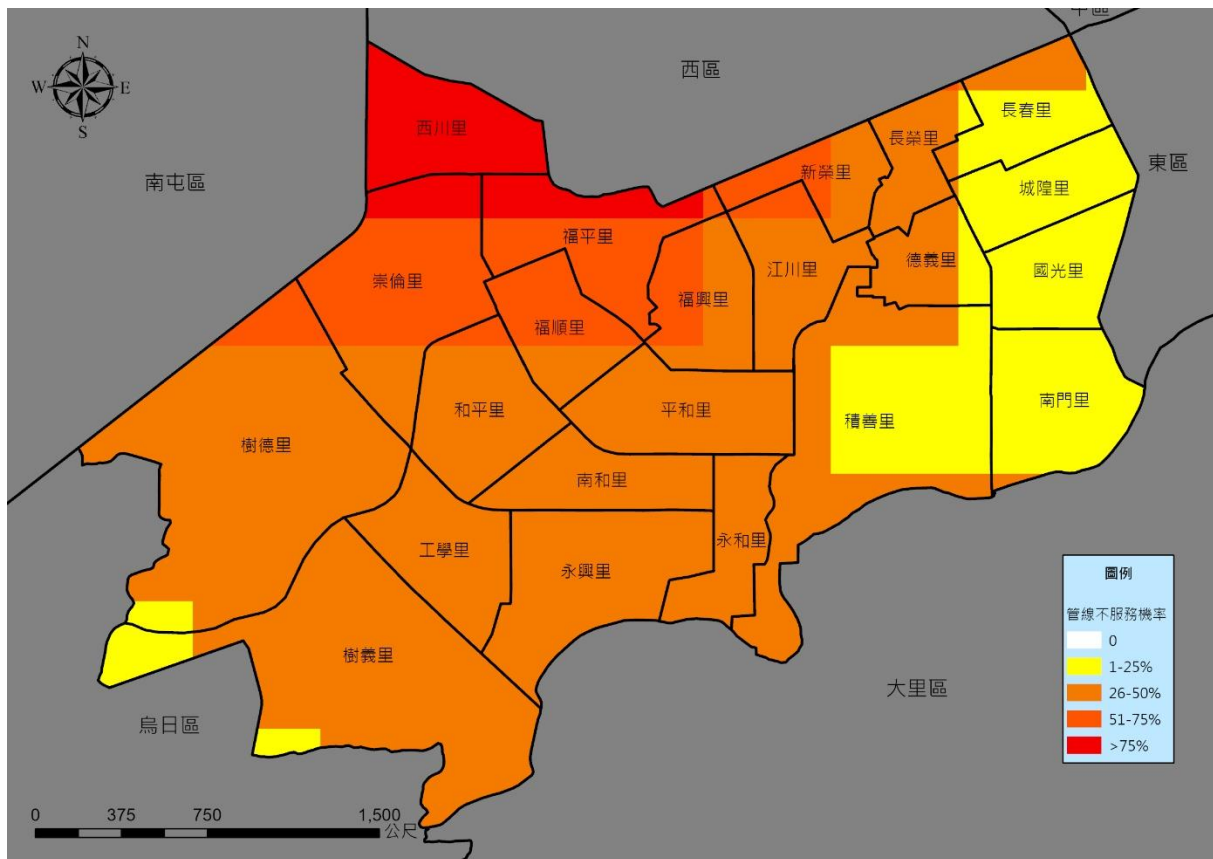 中區
N
W
E
S
西區
南屯區
東區
西川里
長春里
長榮里
新榮里
城隍里
福平里
德義里
江川里
國光里
崇倫里
福興里
福順里
和平里
平和里
積善里
南門里
樹德里
南和里
工學里
永興里
永和里
樹義里
大里區
烏日區
圖例
管線不服務機率
0
1-25%
26-50%
51-75%
>75%
0 375 750 1,500
公尺